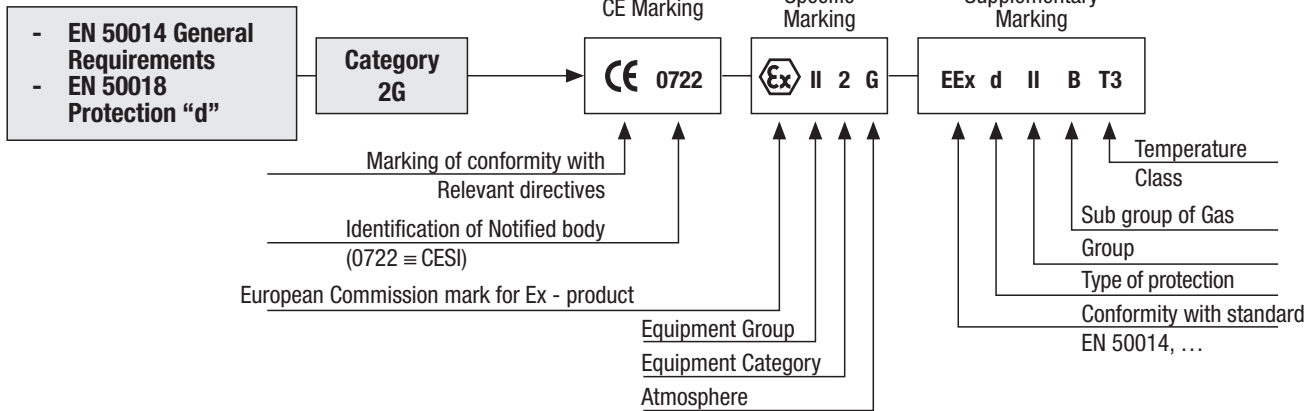 CE Marking
Specific
Marking
Supplementary
Marking
- EN 50014 General
Requirements
- EN 50018
Protection “d”
Category
2G
CE 0722
Ex II 2 G
EEx d II B T3
Marking of conformity with
Relevant directives
Identification of Notified body
(0722 ≡ CESI)
European Commission mark for Ex - product
Equipment Group
Equipment Category
Atmosphere
Temperature
Class
Sub group of Gas
Group
Type of protection
Conformity with standard
EN 50014, …